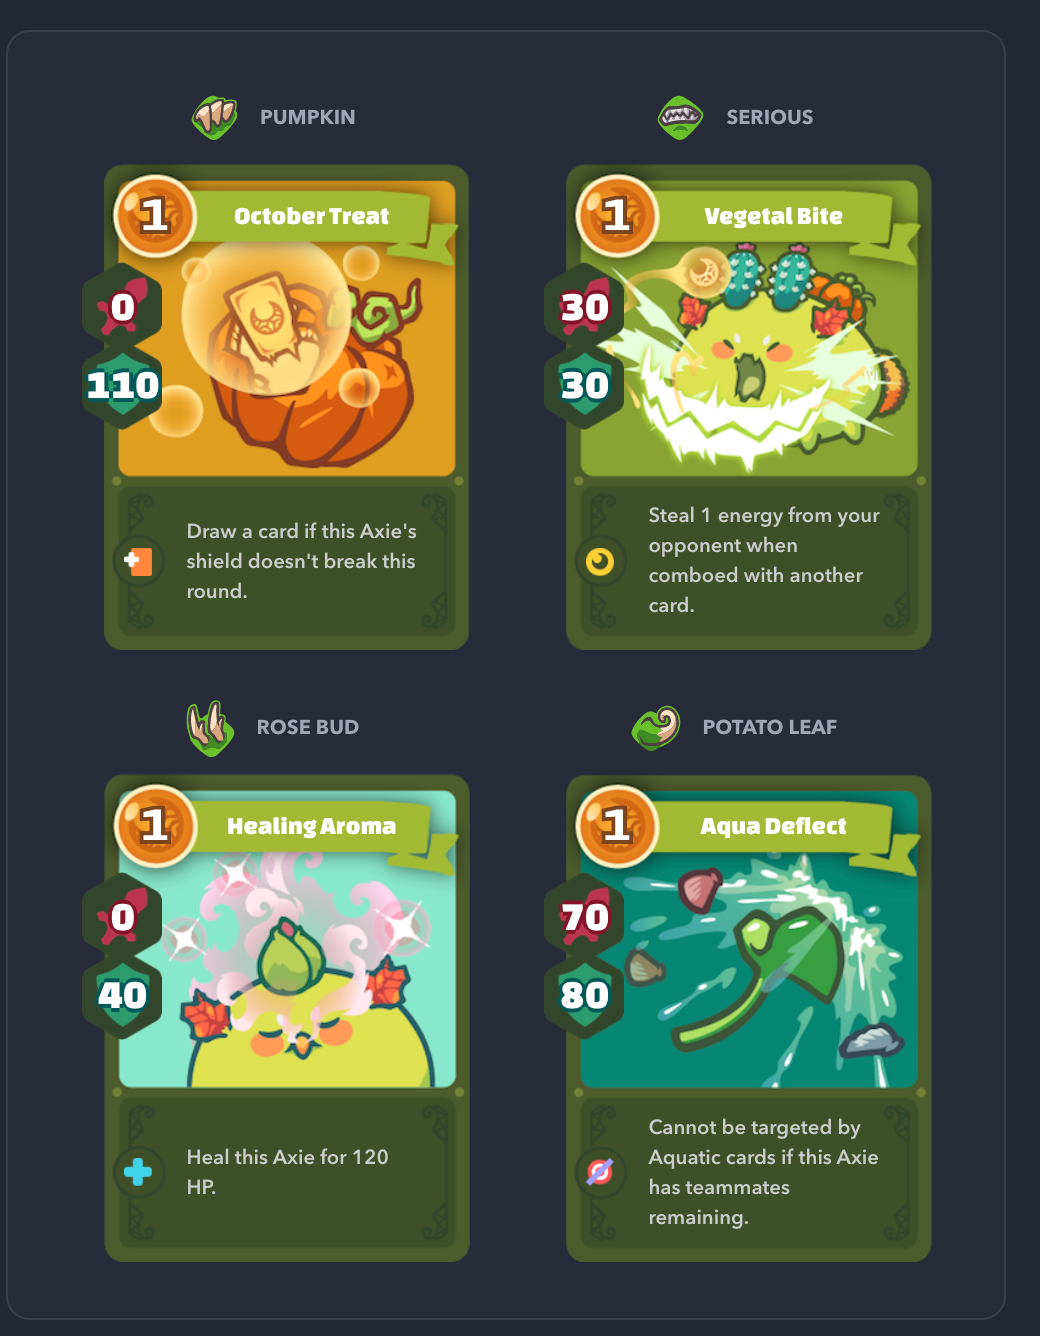 PUMPKIN
1
October Treat
0
110
Draw a card if this Axie's
shield doesn't break this
round.
SERIOUS
1
Vegetal Bite
30
30
Steal 1 energy from your
opponent when
comboed with another
card.
ROSE BUD
1
Healing Aroma
0
40
Heal this Axie for 120
HP.
POTATO LEAF
1
Aqua Deflect
70
80
Cannot be targeted by
Aquatic cards if this Axie
has teammates
remaining.